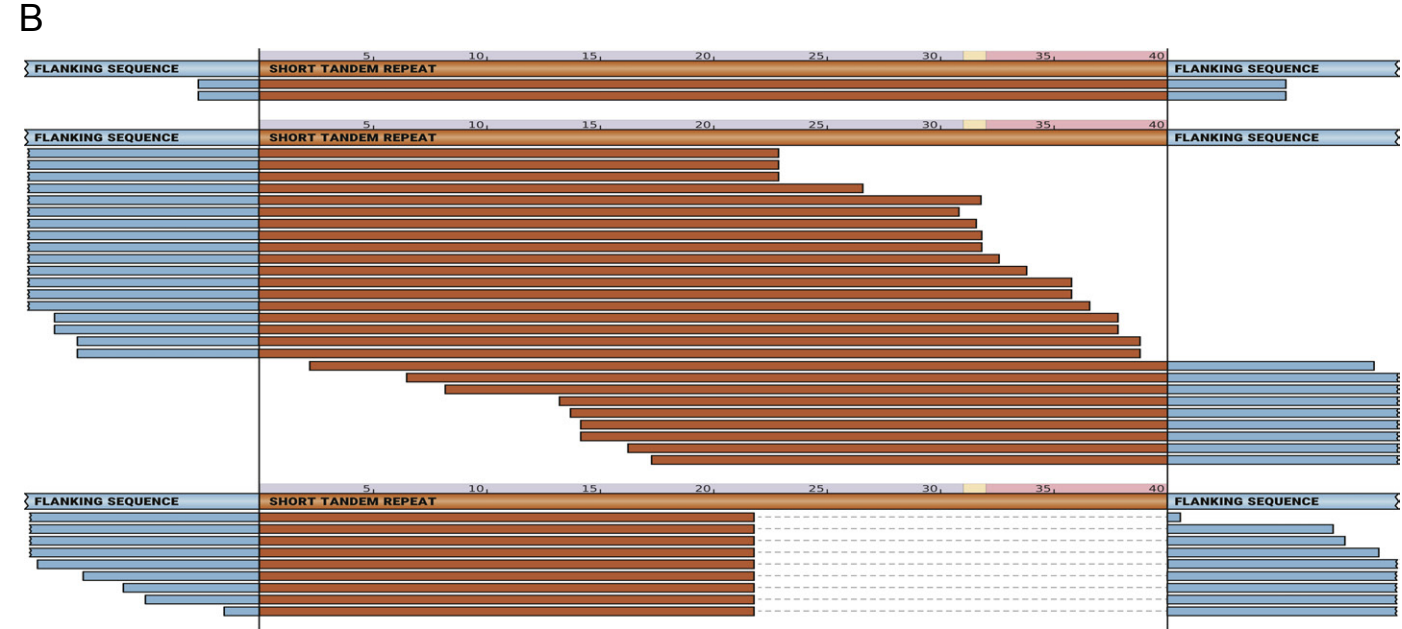 B
5 10 15 20 25 30 35 40
FLANKING SEQUENCE SHORT TANDEM REPEAT FLANKING SEQUENCE
5 10 15 20 25 30 35 40
FLANKING SEQUENCE SHORT TANDEM REPEAT FLANKING SEQUENCE
5 10 15 20 25 30 35 40
FLANKING SEQUENCE SHORT TANDEM REPEAT FLANKING SEQUENCE